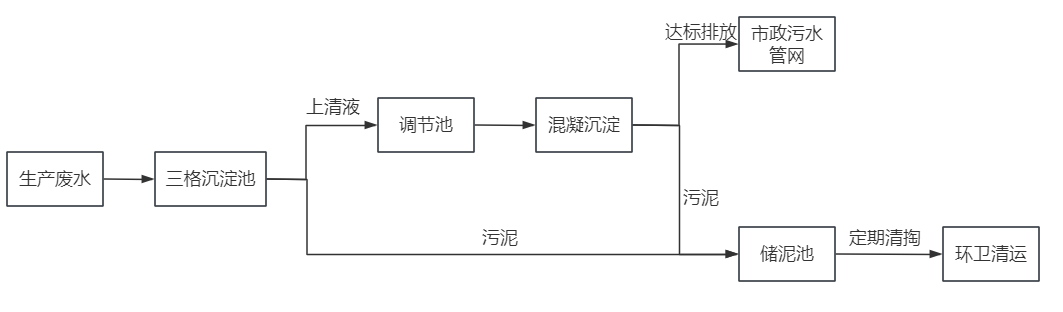 达标排放
市政污水
管网
上清液
调节池
混凝沉淀
生产废水
三格沉淀池
污泥
污泥
储泥池
定期清掏
环卫清运